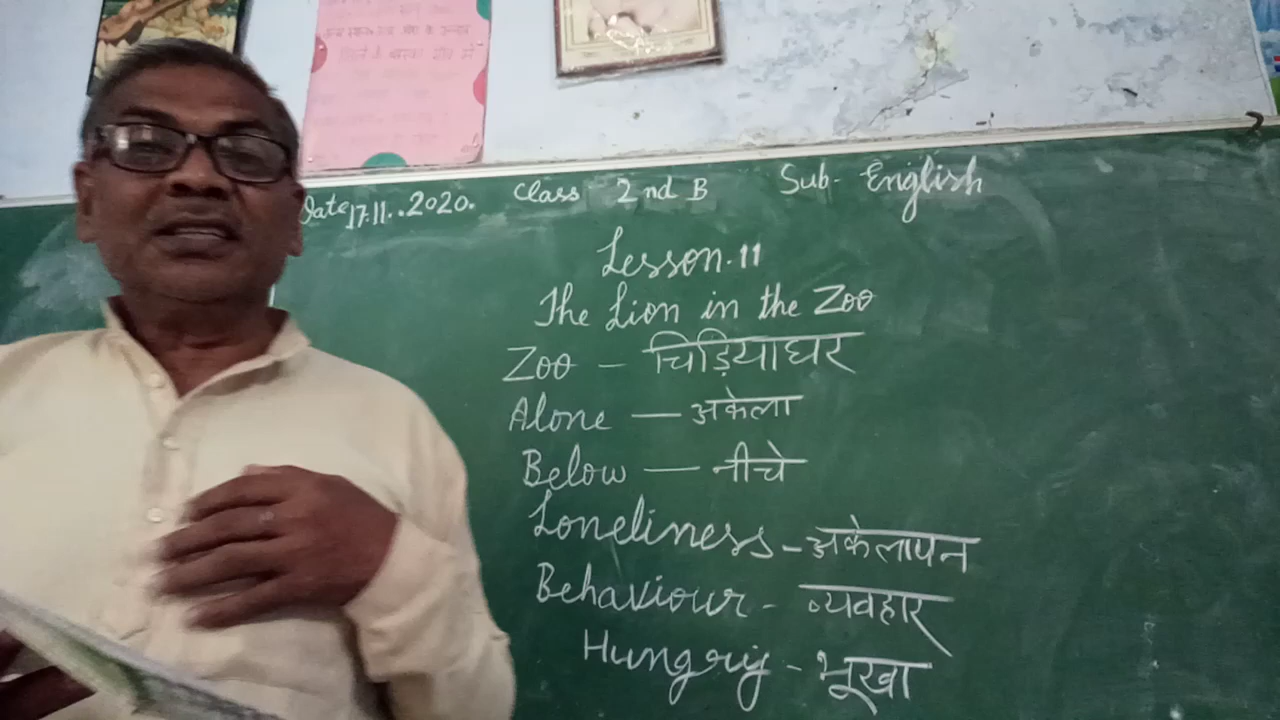 Date 17.11..2020. Class 2nd B Sub- English
Lesson.11
The Lion in the Zoo
Zoo — चिड़ियाघर
Alone — अकेला
Below — नीचे
Loneliness - अकेलापन
Behaviour - व्यवहार
Hungry - भूखा